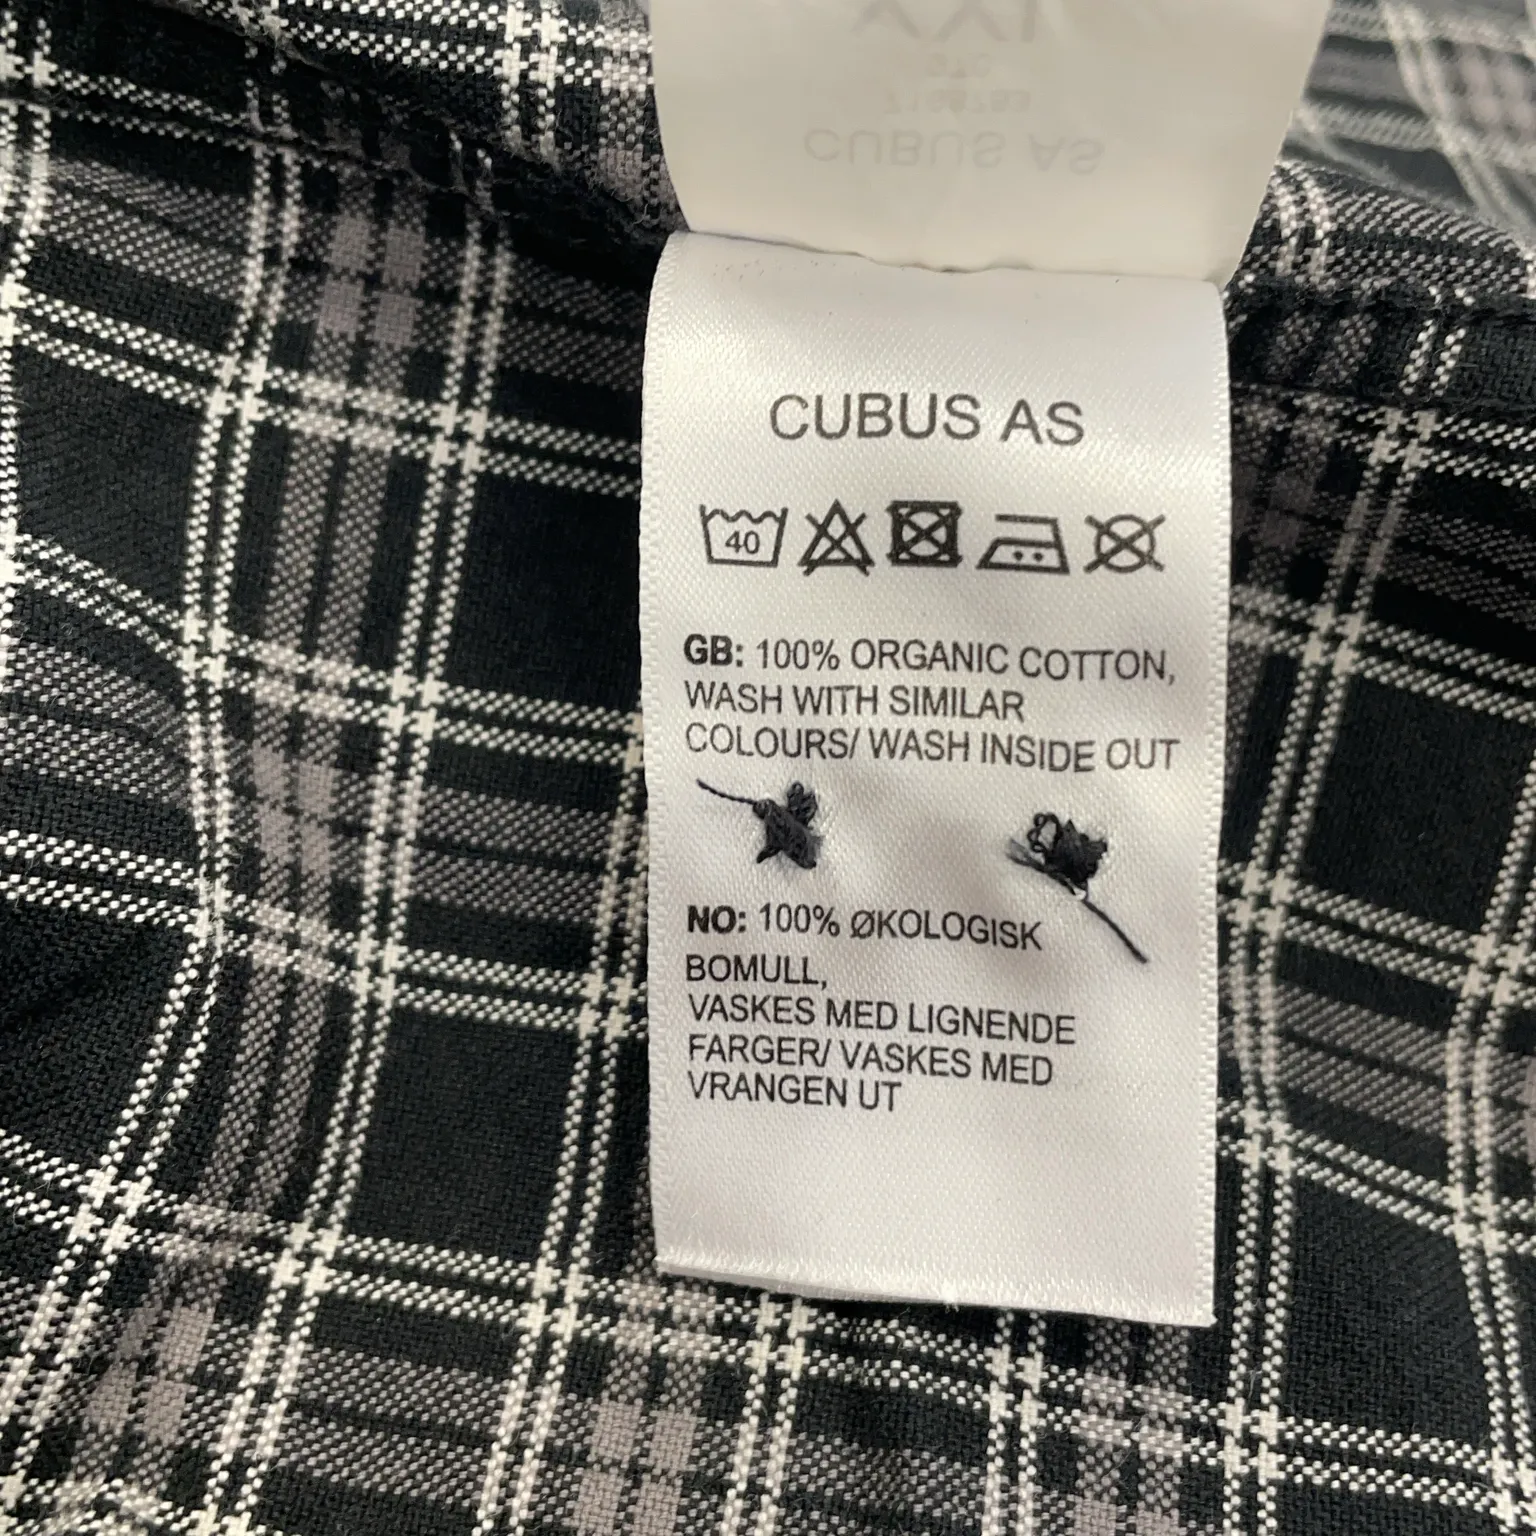 CUBUS AS
40
GB: 100% ORGANIC COTTON,
WASH WITH SIMILAR
COLOURS/ WASH INSIDE OUT
NO: 100% ØKOLOGISK
BOMULL,
VASKES MED LIGNENDE
FARGER/ VASKES MED
VRANGEN UT